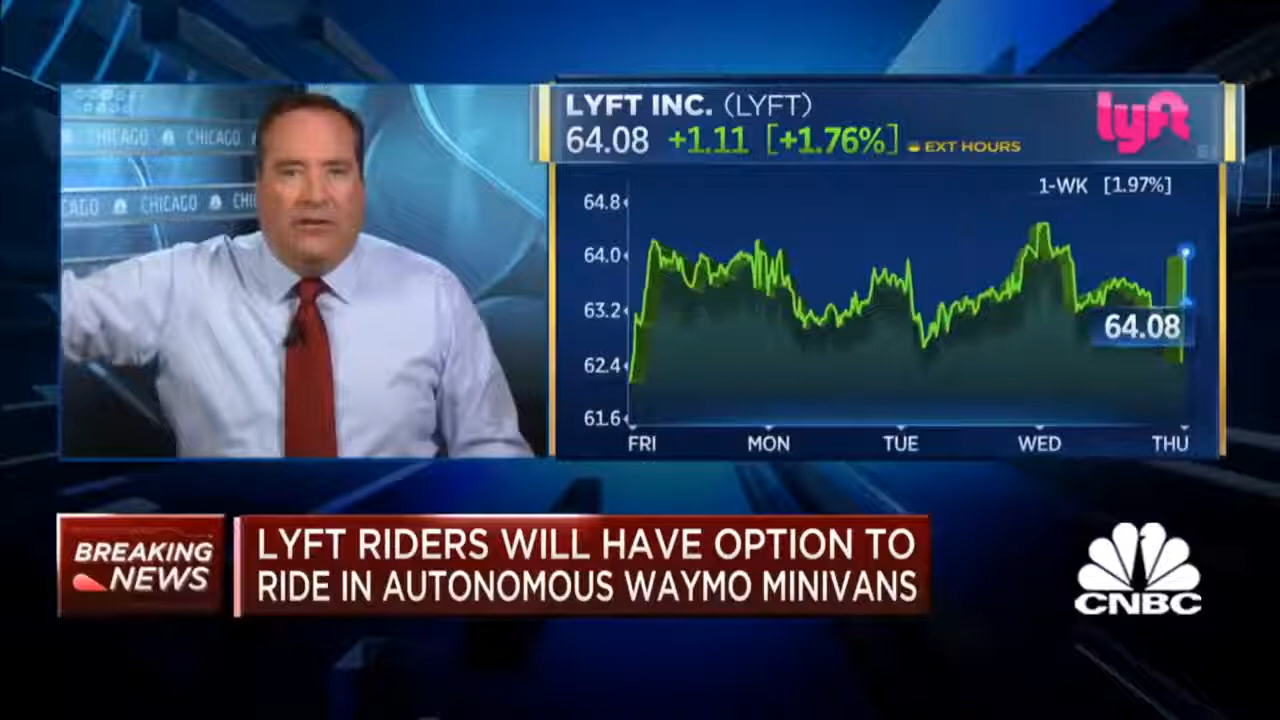 CHICAGO CHICAGO
CAGO CHICAGO CHI
LYFT INC. (LYFT)
64.08 +1.11 [+1.76%] EXT HOURS
lyft
1-WK [1.97%]
64.8
64.0
63.2
62.4
61.6
64.08
FRI MON TUE WED THU
BREAKING
NEWS
LYFT RIDERS WILL HAVE OPTION TO
RIDE IN AUTONOMOUS WAYMO MINIVANS
CNBC